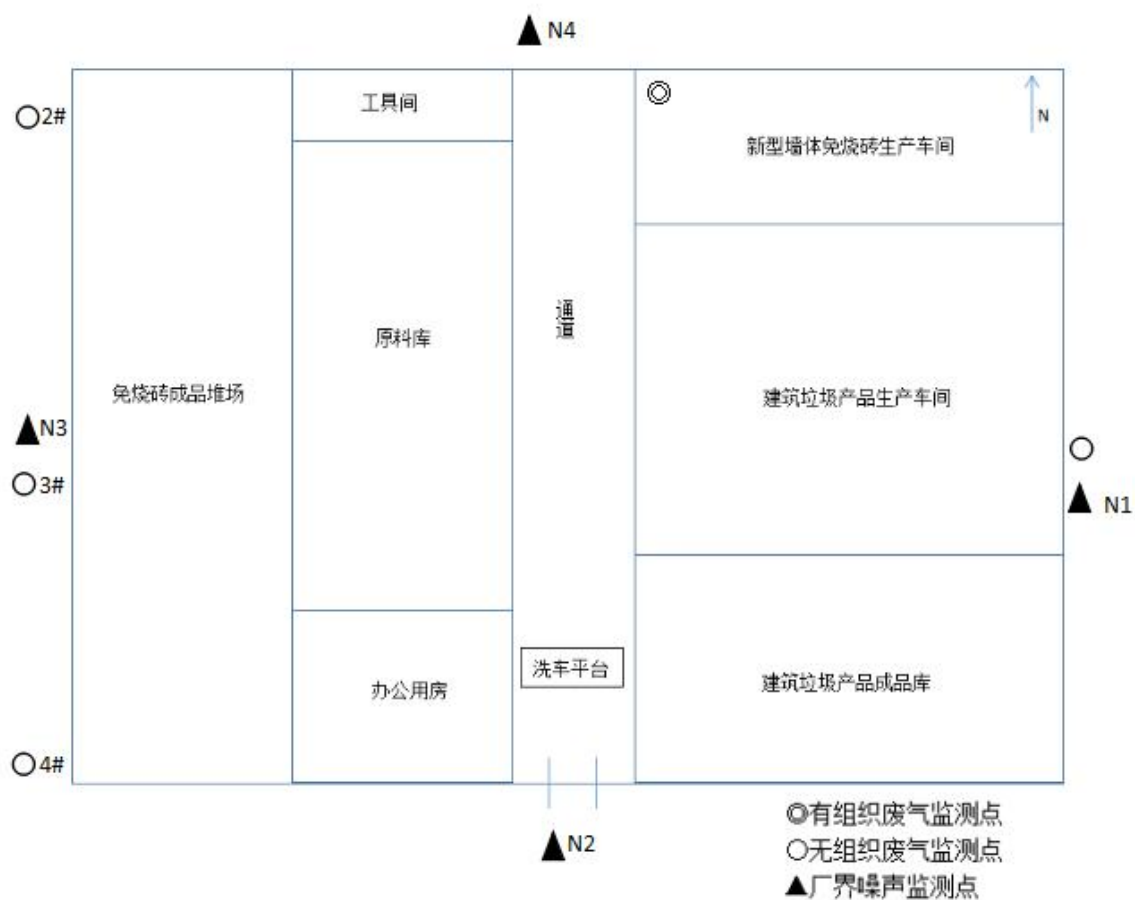 ▲N4
○2#
工具间
◎
N
新型墙体免烧砖生产车间
通道
原料库
免烧砖成品堆场
建筑垃圾产品生产车间
▲N3
○3#
○
▲ N1
洗车平台
办公用房
建筑垃圾产品成品库
○4#
▲N2
◎有组织废气监测点
○无组织废气监测点
▲厂界噪声监测点